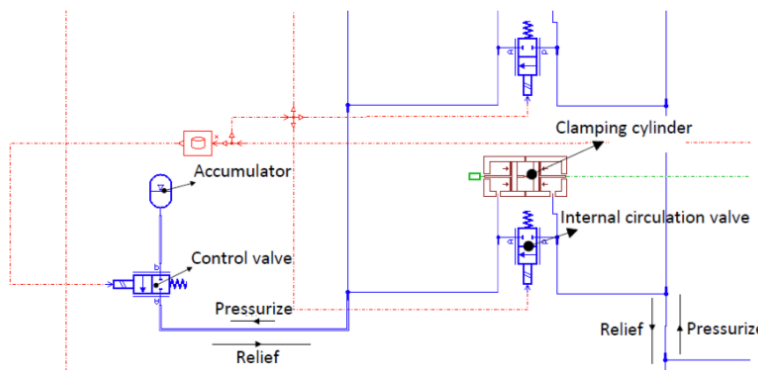 Clamping cylinder
Accumulator
Internal circulation valve
Control valve
Pressurize
Relief
Relief
Pressurize